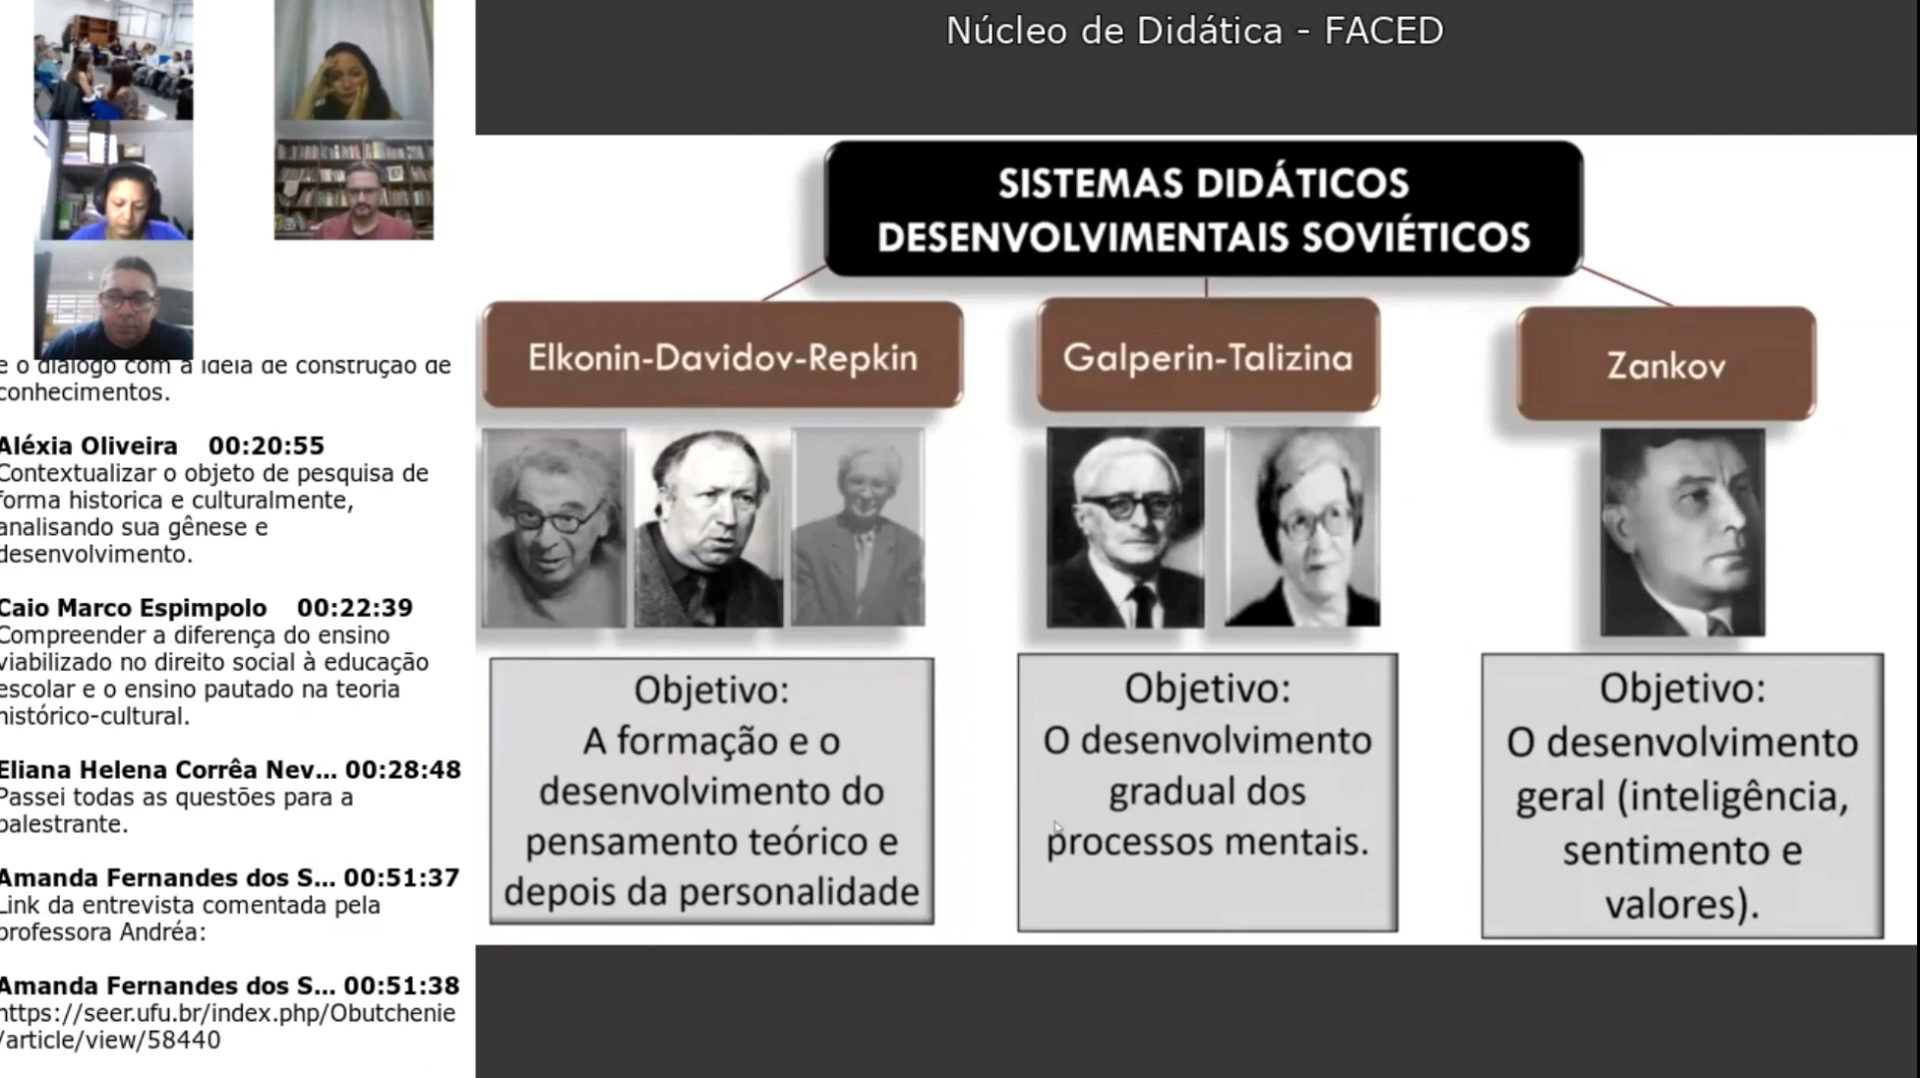 Núcleo de Didática - FACED
SISTEMAS DIDÁTICOS
DESENVOLVIMENTAIS SOVIÉTICOS
Elkonin-Davidov-Repkin
Objetivo:
A formação e o
desenvolvimento do
pensamento teórico e
depois da personalidade
Galperin-Talizina
Objetivo:
O desenvolvimento
gradual dos
processos mentais.
Zankov
Objetivo:
O desenvolvimento
geral (inteligência,
sentimento e
valores).
e o diálogo com a ideia de construção de
conhecimentos.
Aléxia Oliveira 00:20:55
Contextualizar o objeto de pesquisa de
forma historica e culturalmente,
analisando sua gênese e
desenvolvimento.
Caio Marco Espimpolo 00:22:39
Compreender a diferença do ensino
viabilizado no direito social à educação
escolar e o ensino pautado na teoria
histórico-cultural.
Eliana Helena Corrêa Nev... 00:28:48
Passei todas as questões para a
palestrante.
Amanda Fernandes dos S... 00:51:37
Link da entrevista comentada pela
professora Andréa:
Amanda Fernandes dos S... 00:51:38
https://seer.ufu.br/index.php/Obutchenie
/article/view/58440